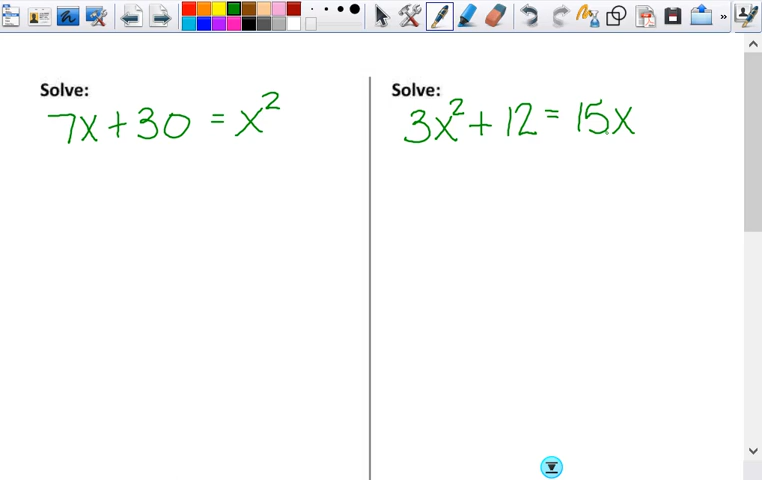 Solve:
7x + 30 = x²
Solve:
3x² + 12 = 15x